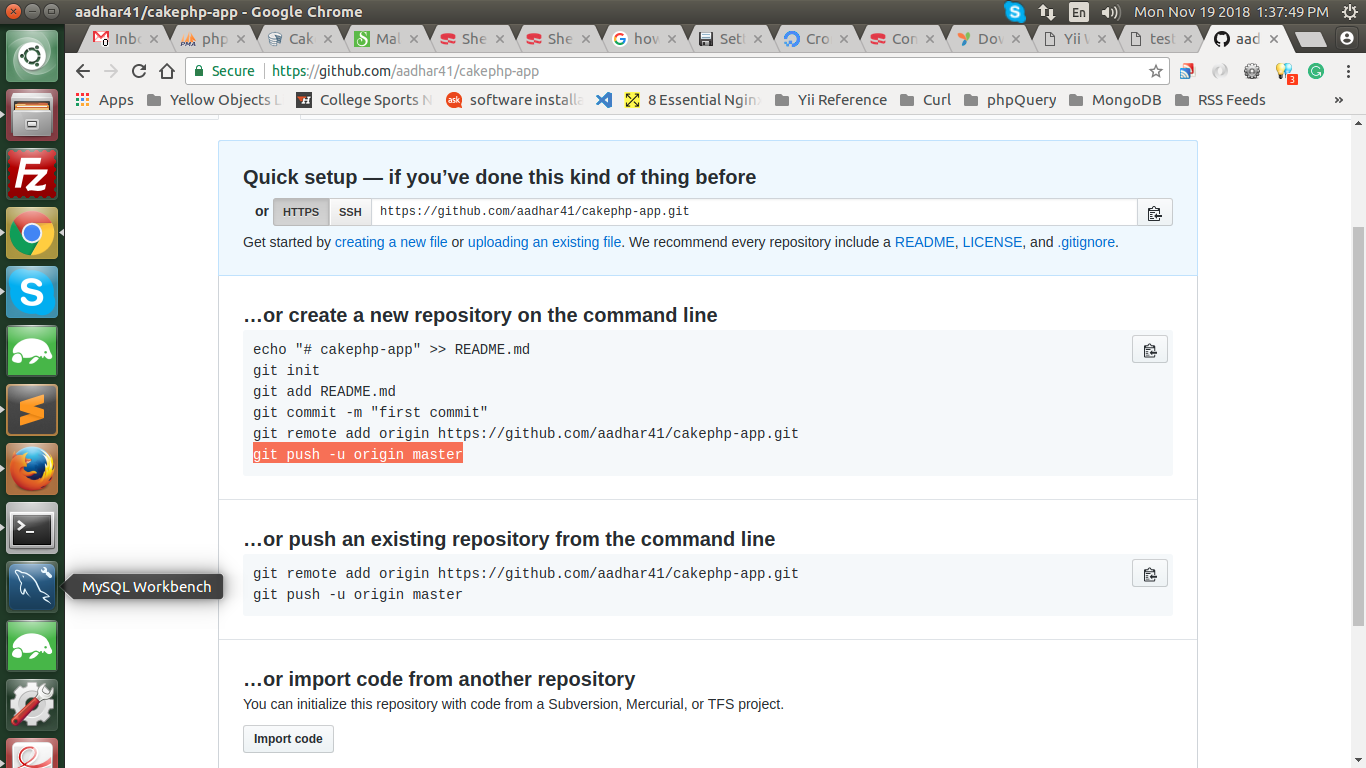 aadhar41/cakephp-app - Google Chrome
En
Mon Nov 19 2018 1:37:49 PM
Inb
php
Cak
Mal
She
She
how
Set
Cro
Con
Dov
Yii
test
aad
Secure
https://github.com/aadhar41/cakephp-app
3
Apps
Yellow Objects
College Sports
software install
8 Essential Ngin
Yii Reference
Curl
phpQuery
MongoDB
RSS Feeds
»
Quick setup — if you’ve done this kind of thing before
or HTTPS SSH https://github.com/aadhar41/cakephp-app.git
Get started by creating a new file or uploading an existing file. We recommend every repository include a README, LICENSE, and .gitignore.
…or create a new repository on the command line
echo "# cakephp-app" >> README.md
git init
git add README.md
git commit -m "first commit"
git remote add origin https://github.com/aadhar41/cakephp-app.git
git push -u origin master
…or push an existing repository from the command line
git remote add origin https://github.com/aadhar41/cakephp-app.git
git push -u origin master
MySQL Workbench
…or import code from another repository
You can initialize this repository with code from a Subversion, Mercurial, or TFS project.
Import code